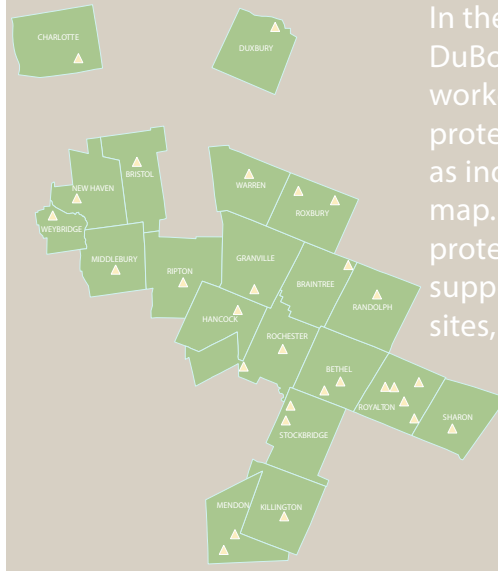 In the
DuBo
work
prote
as inc
map.
prote
supp
sites,
CHARLOTTE
DUXBURY
BRISTOL
NEW HAVEN
WEYBRIDGE
WARREN
ROXBURY
MIDDLEBURY
RIPTON
GRANVILLE
BRAINTREE
RANDOLPH
HANCOCK
ROCHESTER
BETHEL
ROYALTON
SHARON
STOCKBRIDGE
MENDON
KILLINGTON